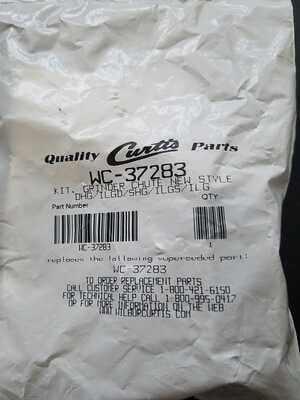 Quality Curtis Parts
WC-37283
KIT, GRINDER CHUTE NEW STYLE
DHG/ILGD/SHG/ILGS/ILG
Part Number QTY
WC-37283 1
replaces the following superseded part:
WC-37283
TO ORDER REPLACEMENT PARTS
CALL CUSTOMER SERVICE 1-800-421-6150
FOR TECHNICAL HELP CALL 1-800-995-0417
OR FOR MORE INFORMATION ON THE WEB
WWW.WILBURCURTIS.COM